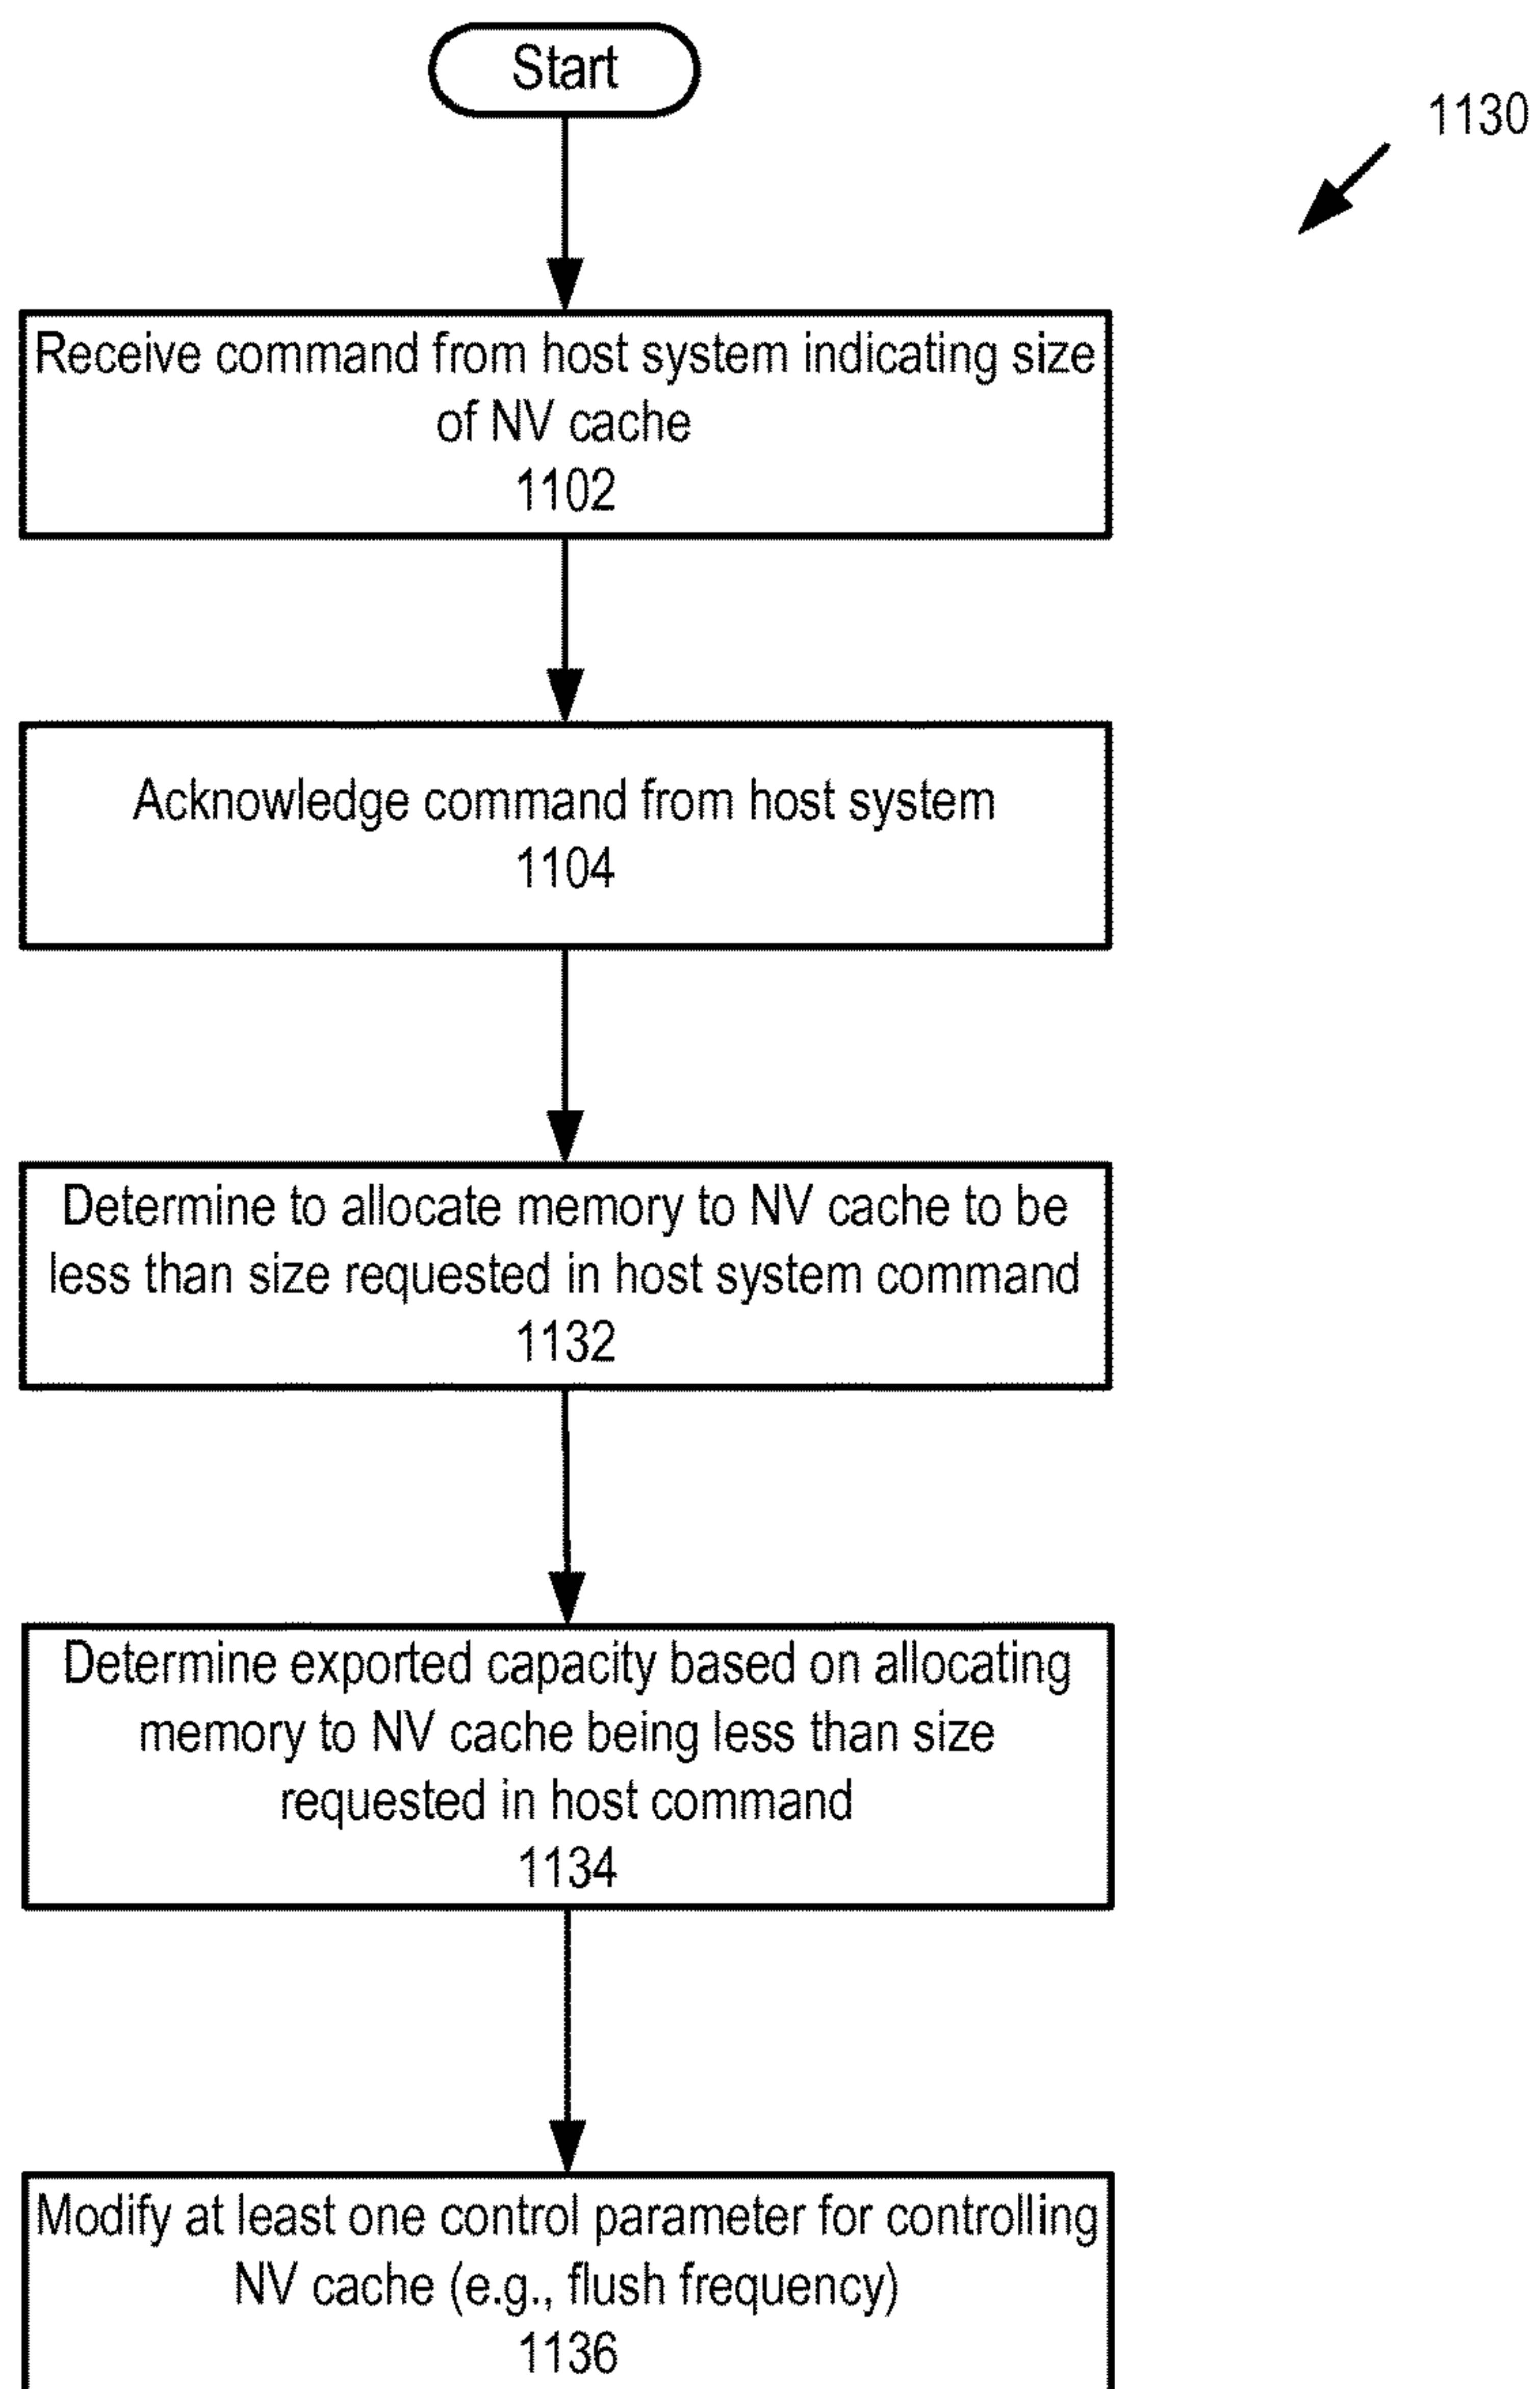 Start
1130
Receive command from host system indicating size
of NV cache
1102
Acknowledge command from host system
1104
Determine to allocate memory to NV cache to be
less than size requested in host system command
1132
Determine exported capacity based on allocating
memory to NV cache being less than size
requested in host command
1134
Modify at least one control parameter for controlling
NV cache (e.g., flush frequency)
1136